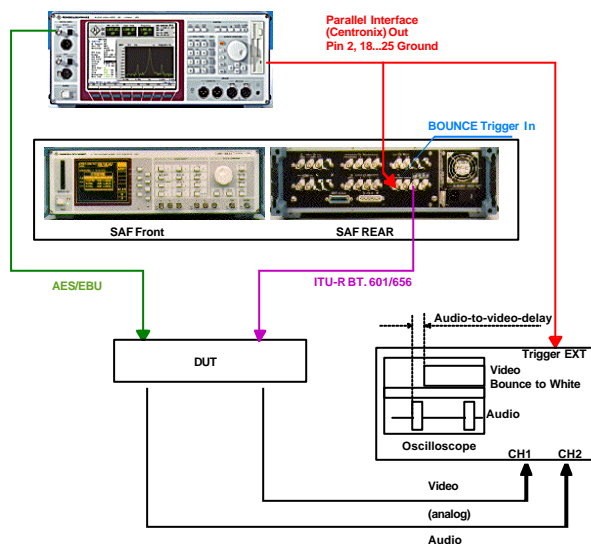 Parallel Interface
(Centronix) Out
Pin 2, 18...25 Ground
BOUNCE Trigger In
SAF Front
SAF REAR
AES/EBU
ITU-R BT. 601/656
Audio-to-video-delay
DUT
Trigger EXT
Video
Bounce to White
Audio
Oscilloscope
CH1
CH2
Video
(analog)
Audio